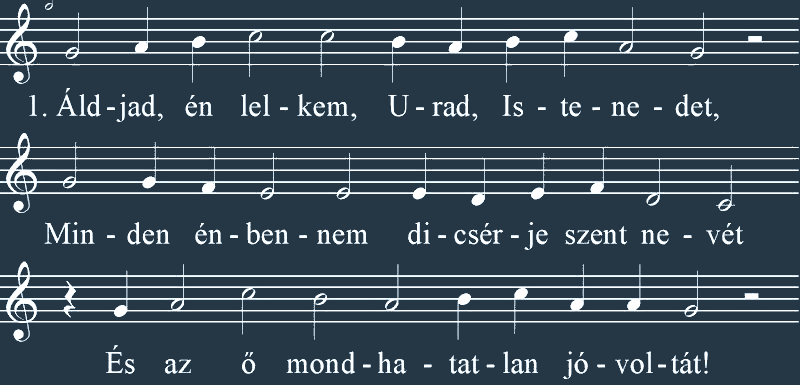 1. Áld-jad, én lel-kem, U-rad, Is-te-ne-det,
Min-den én-ben-nem di-csér-je szent ne-vét
És az ő mond-ha-tat-lan jó-vol-tát!